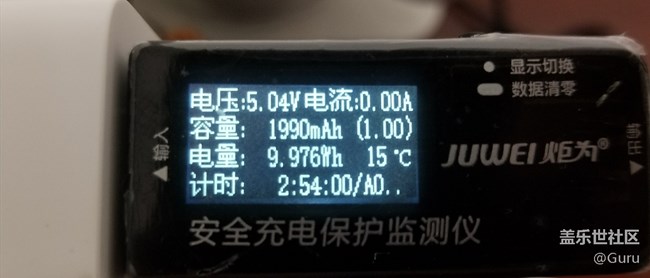 显示切换
数据清零
电压:5.04V 电流:0.00A
容量: 1990mAh (1.00)
电量: 9.976Wh 15℃
计时: 2:54:00/A0..
输入
JUWEI 炬为®
安全充电保护监测仪
盖乐世社区
@Guru